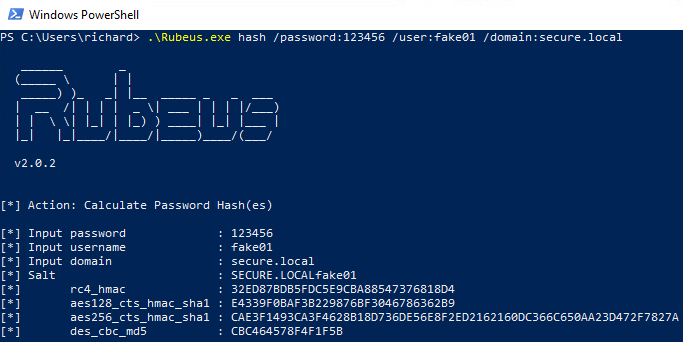 Windows PowerShell
PS C:\Users\richard> .\Rubeus.exe hash /password:123456 /user:fake01 /domain:secure.local
Rubeus
v2.0.2
[*] Action: Calculate Password Hash(es)
[*] Input password             : 123456
[*] Input username             : fake01
[*] Input domain               : secure.local
[*] Salt                       : SECURE.LOCALfake01
[*]       rc4_hmac             : 32ED87BDB5FDC5E9CBA88547376818D4
[*]       aes128_cts_hmac_sha1 : E4339F0BAF3B229876BF3046786362B9
[*]       aes256_cts_hmac_sha1 : CAE3F1493CA3F4628B18D736DE56E8F2ED2162160DC366C650AA23D472F7827A
[*]       des_cbc_md5          : CBC464578F4F1F5B